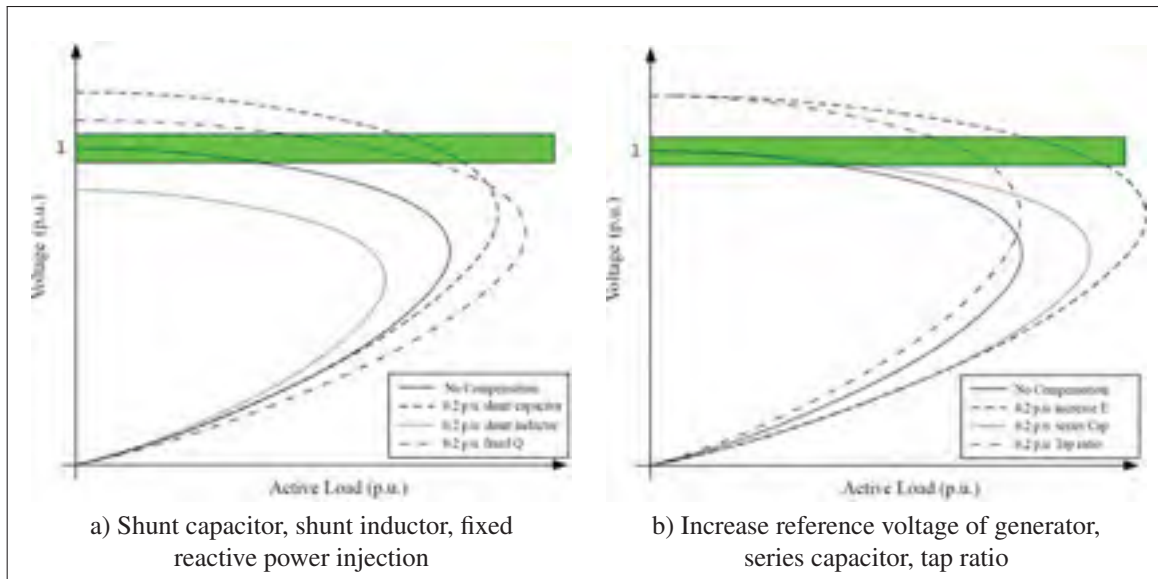 1
Voltage (p.u.)
No Compensation
0.2 p.u. shunt capacitor
0.2 p.u. shunt inductor
0.2 p.u. fixed Q
Active Load (p.u.)
a) Shunt capacitor, shunt inductor, fixed
reactive power injection
1
Voltage (p.u.)
No Compensation
0.2 p.u. increase E
0.2 p.u. series Cap
0.2 p.u. Tap ratio
Active Load (p.u.)
b) Increase reference voltage of generator,
series capacitor, tap ratio